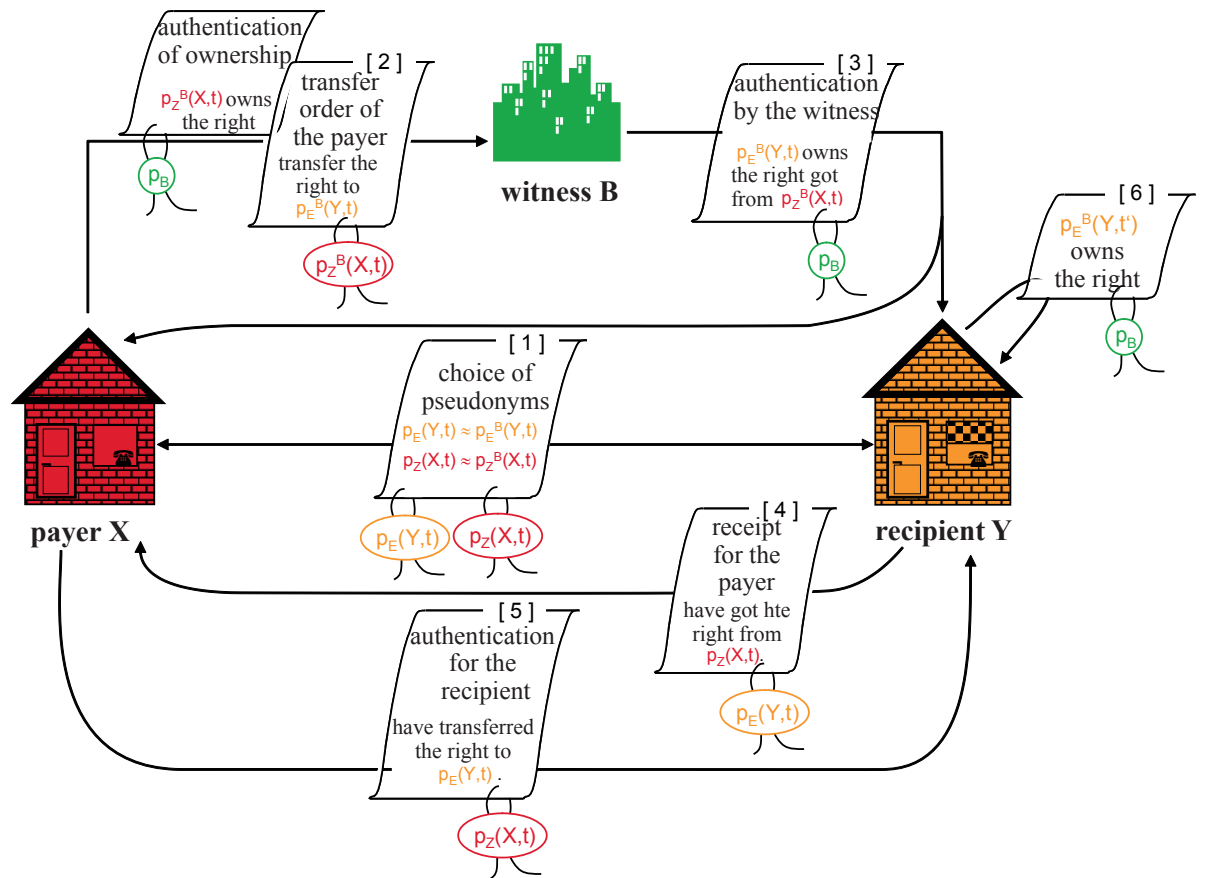 authentication
of ownership
p_Z^B(X,t) owns
the right
p_B
[ 2 ]
transfer
order of
the payer
transfer the
right to
p_E^B(Y,t)
p_Z^B(X,t)
witness B
[ 3 ]
authentication
by the witness
p_E^B(Y,t) owns
the right got
from p_Z^B(X,t)
p_B
[ 6 ]
p_E^B(Y,t‘)
owns
the right
p_B
[ 1 ]
choice of
pseudonyms
p_E(Y,t) ≈ p_E^B(Y,t)
p_Z(X,t) ≈ p_Z^B(X,t)
p_E(Y,t)
p_Z(X,t)
payer X
recipient Y
[ 4 ]
receipt
for the
payer
have got hte
right from
p_Z(X,t).
p_E(Y,t)
[ 5 ]
authentication
for the
recipient
have transferred
the right to
p_E(Y,t) .
p_Z(X,t)